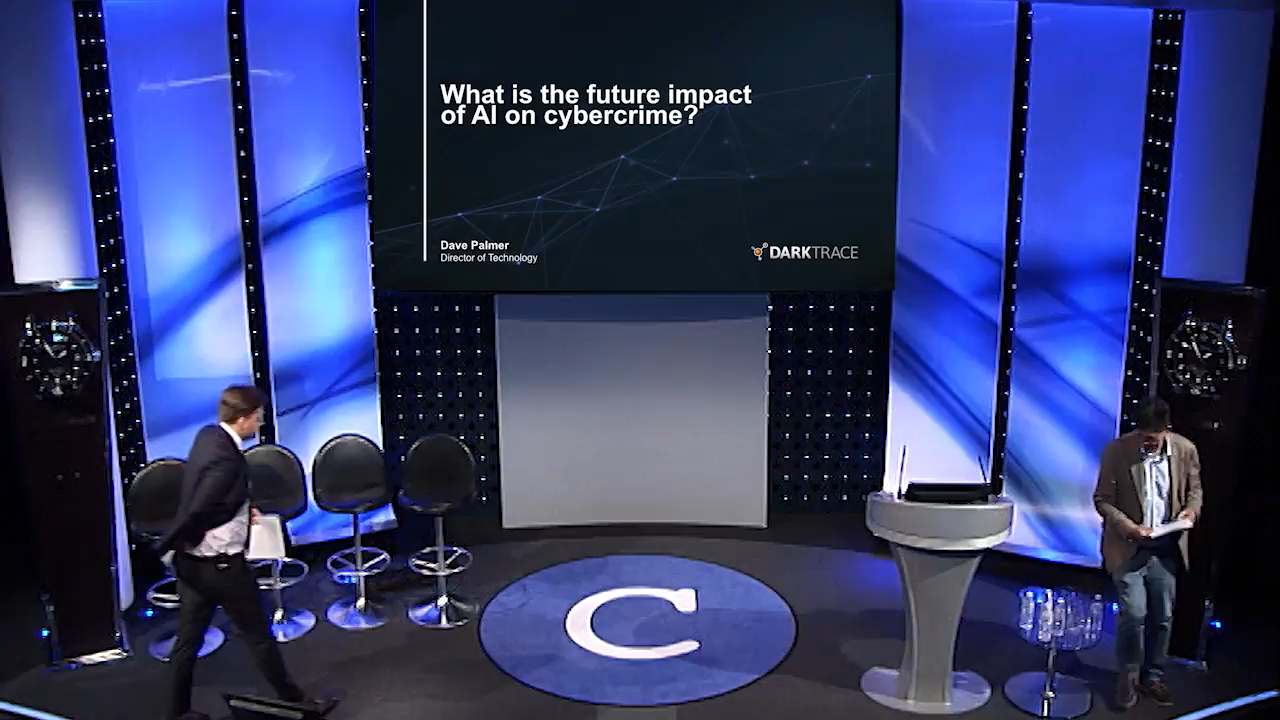 What is the future impact
of AI on cybercrime?
Dave Palmer
Director of Technology
DARKTRACE
C